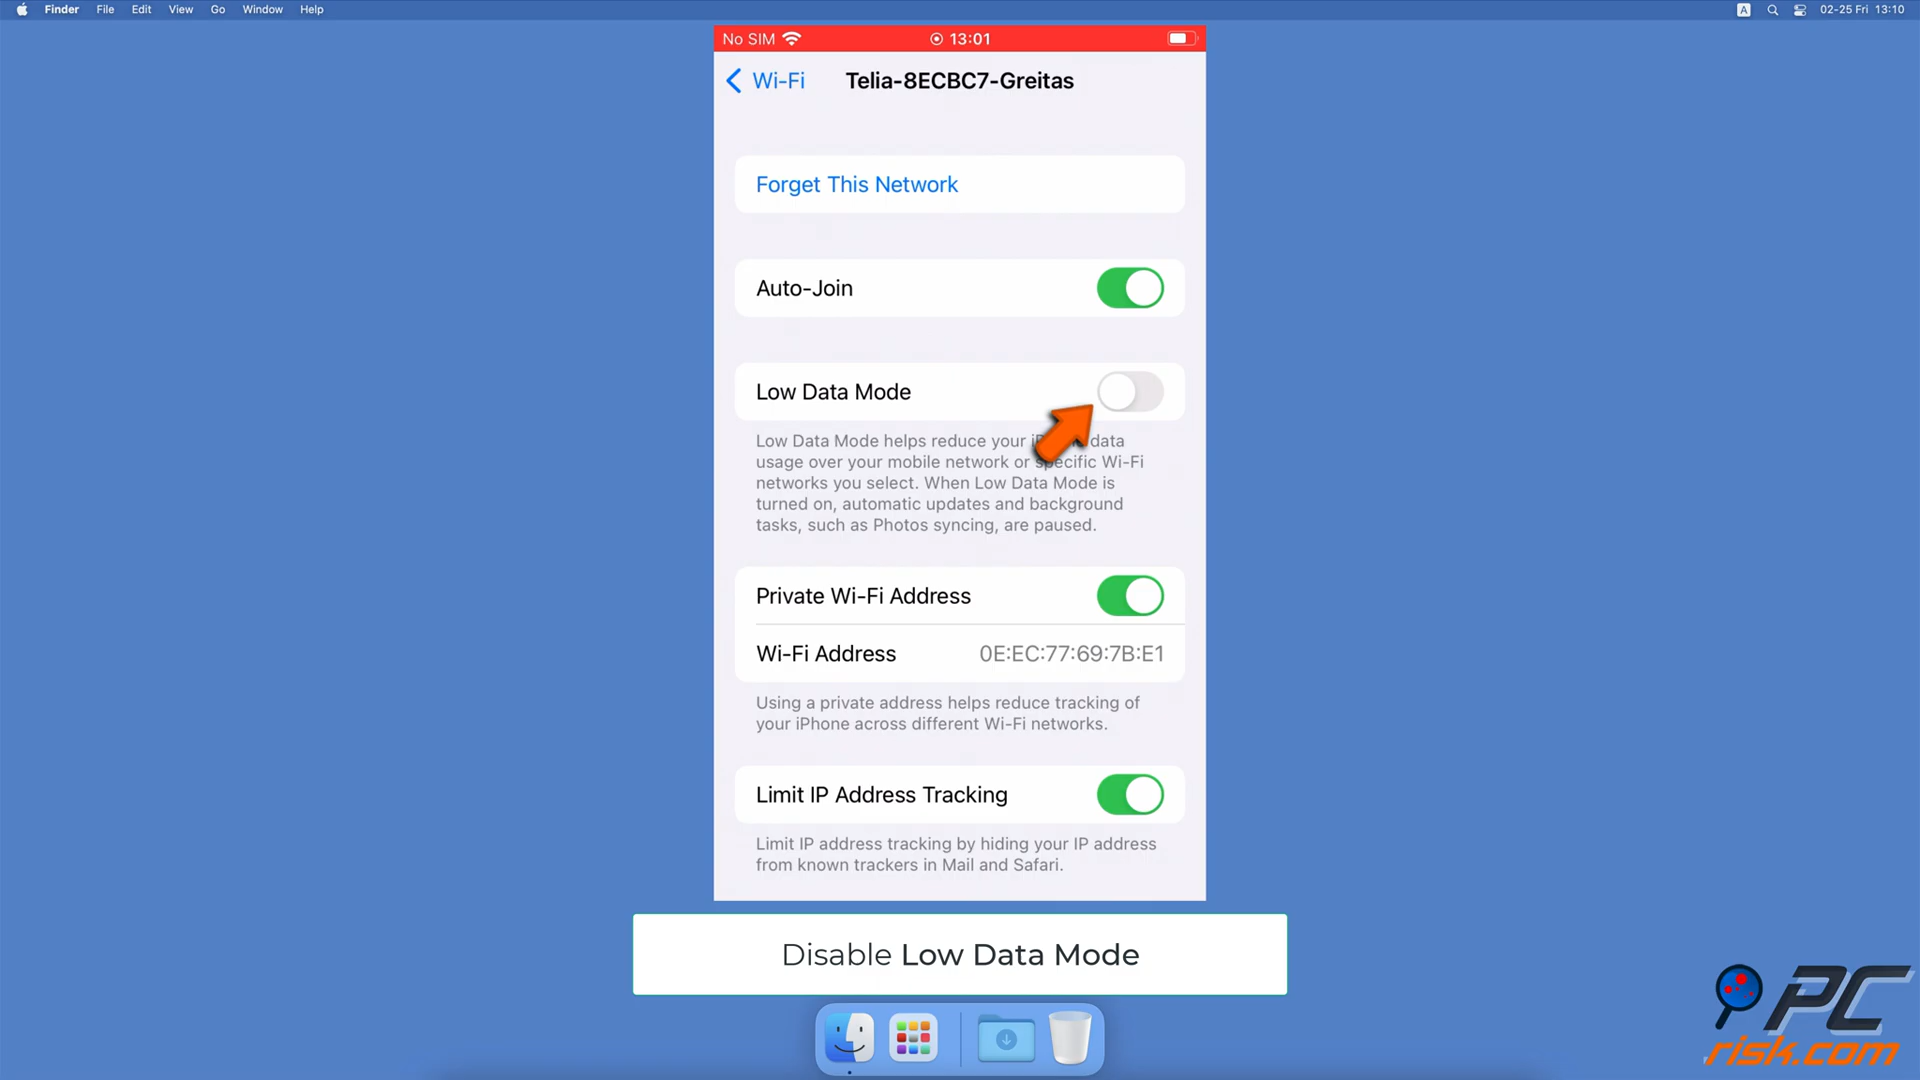 Finder File Edit View Go Window Help
A 02-25 Fri 13:10
No SIM 13:01
Wi-Fi Telia-8ECBC7-Greitas
Forget This Network
Auto-Join
Low Data Mode
Low Data Mode helps reduce your data
usage over your mobile network or specific Wi-Fi
networks you select. When Low Data Mode is
turned on, automatic updates and background
tasks, such as Photos syncing, are paused.
Private Wi-Fi Address
Wi-Fi Address 0E:EC:77:69:7B:E1
Using a private address helps reduce tracking of
your iPhone across different Wi-Fi networks.
Limit IP Address Tracking
Limit IP address tracking by hiding your IP address
from known trackers in Mail and Safari.
Disable Low Data Mode
PC
risk.com